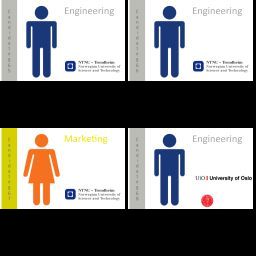 Engineering
NTNU – Trondheim
Norwegian University of
Science and Technology
Engineering
NTNU – Trondheim
Norwegian University of
Science and Technology
Marketing
NTNU – Trondheim
Norwegian University of
Science and Technology
Engineering
UiO University of Oslo